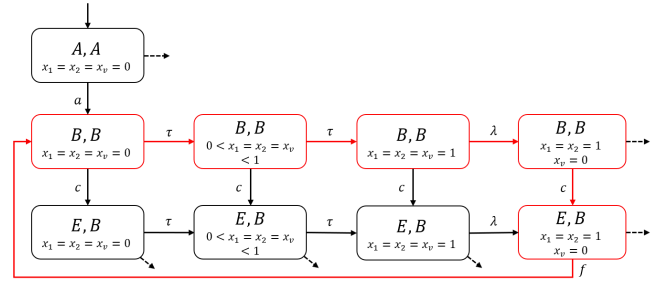 A, A
x₁ = x₂ = xᵥ = 0
a
B, B
x₁ = x₂ = xᵥ = 0
τ
B, B
0 < x₁ = x₂ = xᵥ
< 1
τ
B, B
x₁ = x₂ = xᵥ = 1
λ
B, B
x₁ = x₂ = 1
xᵥ = 0
c
c
c
c
E, B
x₁ = x₂ = xᵥ = 0
τ
E, B
0 < x₁ = x₂ = xᵥ
< 1
τ
E, B
x₁ = x₂ = xᵥ = 1
λ
E, B
x₁ = x₂ = 1
xᵥ = 0
f